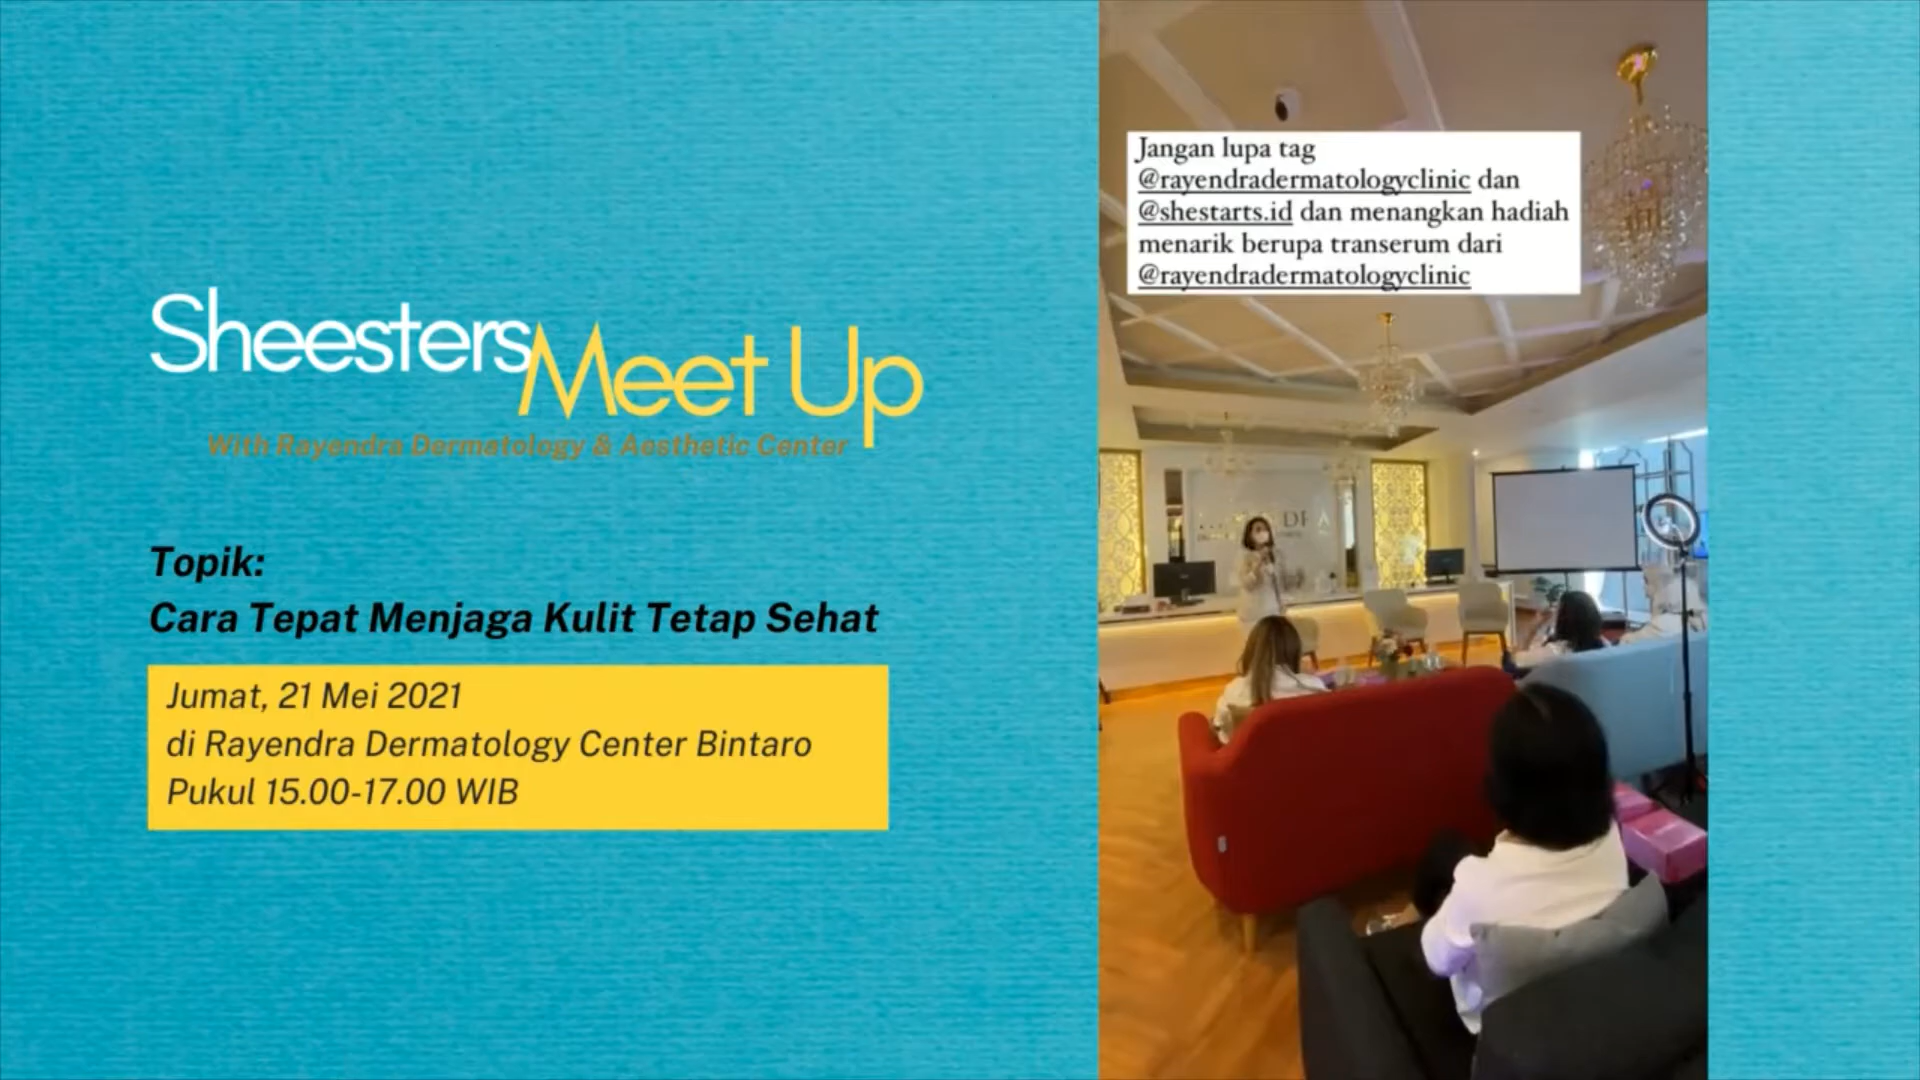 Sheesters
Meet Up
With Rayendra Dermatology & Aesthetic Center
Topik:
Cara Tepat Menjaga Kulit Tetap Sehat
Jumat, 21 Mei 2021
di Rayendra Dermatology Center Bintaro
Pukul 15.00-17.00 WIB
Jangan lupa tag
@rayendradermatologyclinic dan
@shestarts.id dan menangkan hadiah
menarik berupa transerum dari
@rayendradermatologyclinic